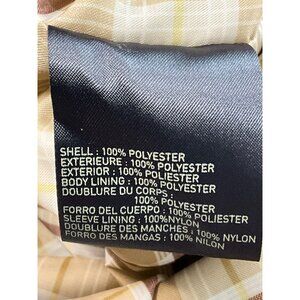 SHELL : 100% POLYESTER
EXTERIEURE : 100% POLYESTER
EXTERIOR : 100% POLIESTER
BODY LINING : 100% POLYESTER
DOUBLURE DU CORPS :
100% POLYESTER
FORRO DEL CUERPO : 100% POLIESTER
SLEEVE LINING : 100%NYLON
DOUBLURE DES MANCHES : 100% NYLON
FORRO DES MANGAS : 100% NILON